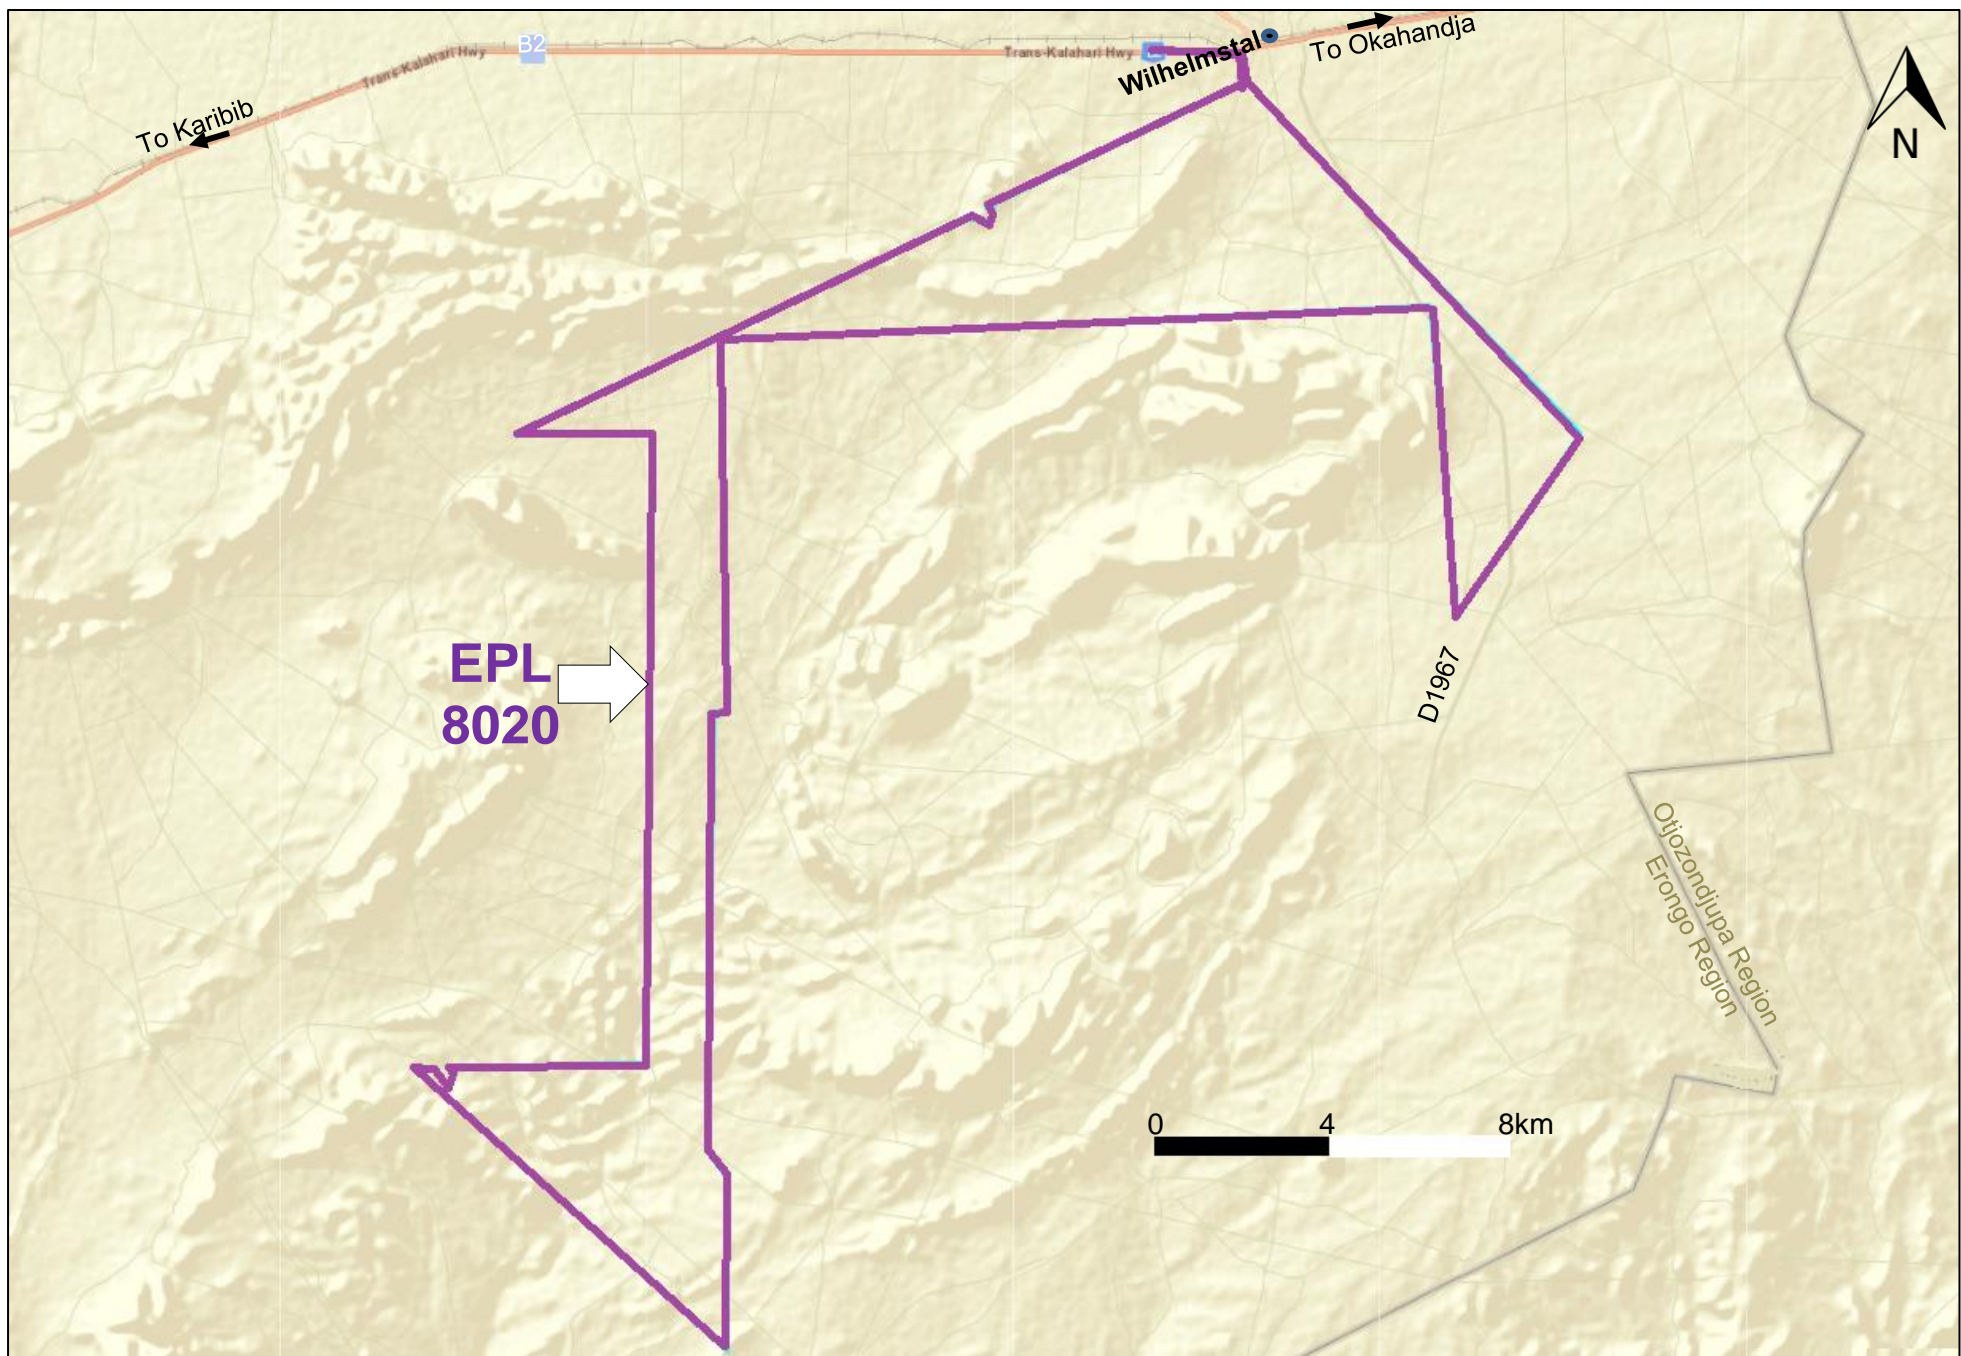 B2
Trans-Kalahari Hwy
Trans-Kalahari Hwy
Wilhelmstal
To Okahandja
To Karibib
N
EPL
8020
D1967
Otjozondjupa Region
Erongo Region
0 4 8km